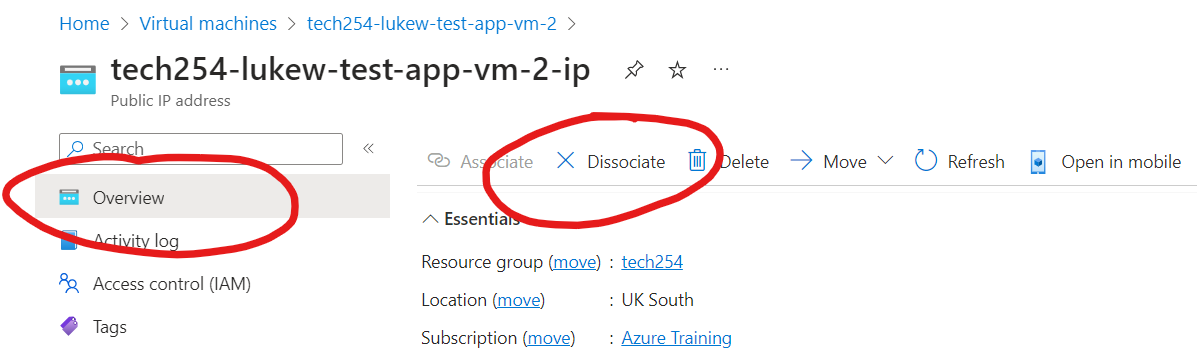 Home > Virtual machines > tech254-lukew-test-app-vm-2 >
tech254-lukew-test-app-vm-2-ip
Public IP address
Search
Overview
Activity log
Access control (IAM)
Tags
Associate Dissociate Delete Move Refresh Open in mobile
Essentials
Resource group (move) : tech254
Location (move) : UK South
Subscription (move) : Azure Training